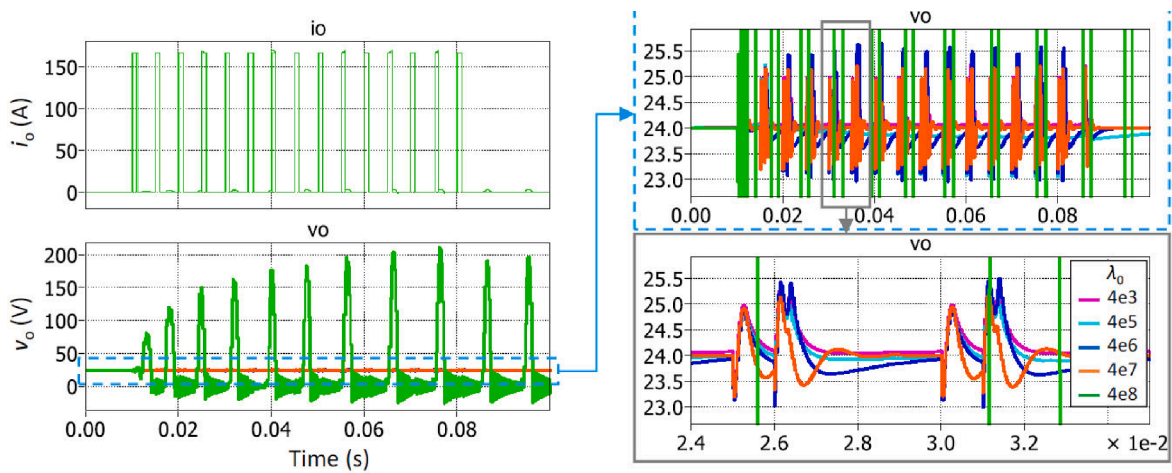 io
i_o (A)
150
100
50
0
vo
v_o (V)
200
150
100
50
0
0.00 0.02 0.04 0.06 0.08
Time (s)
vo
25.5
25.0
24.5
24.0
23.5
23.0
0.00 0.02 0.04 0.06 0.08
vo
25.5
25.0
24.5
24.0
23.5
23.0
λ_0
4e3
4e5
4e6
4e7
4e8
2.4 2.6 2.8 3.0 3.2 × 1e-2